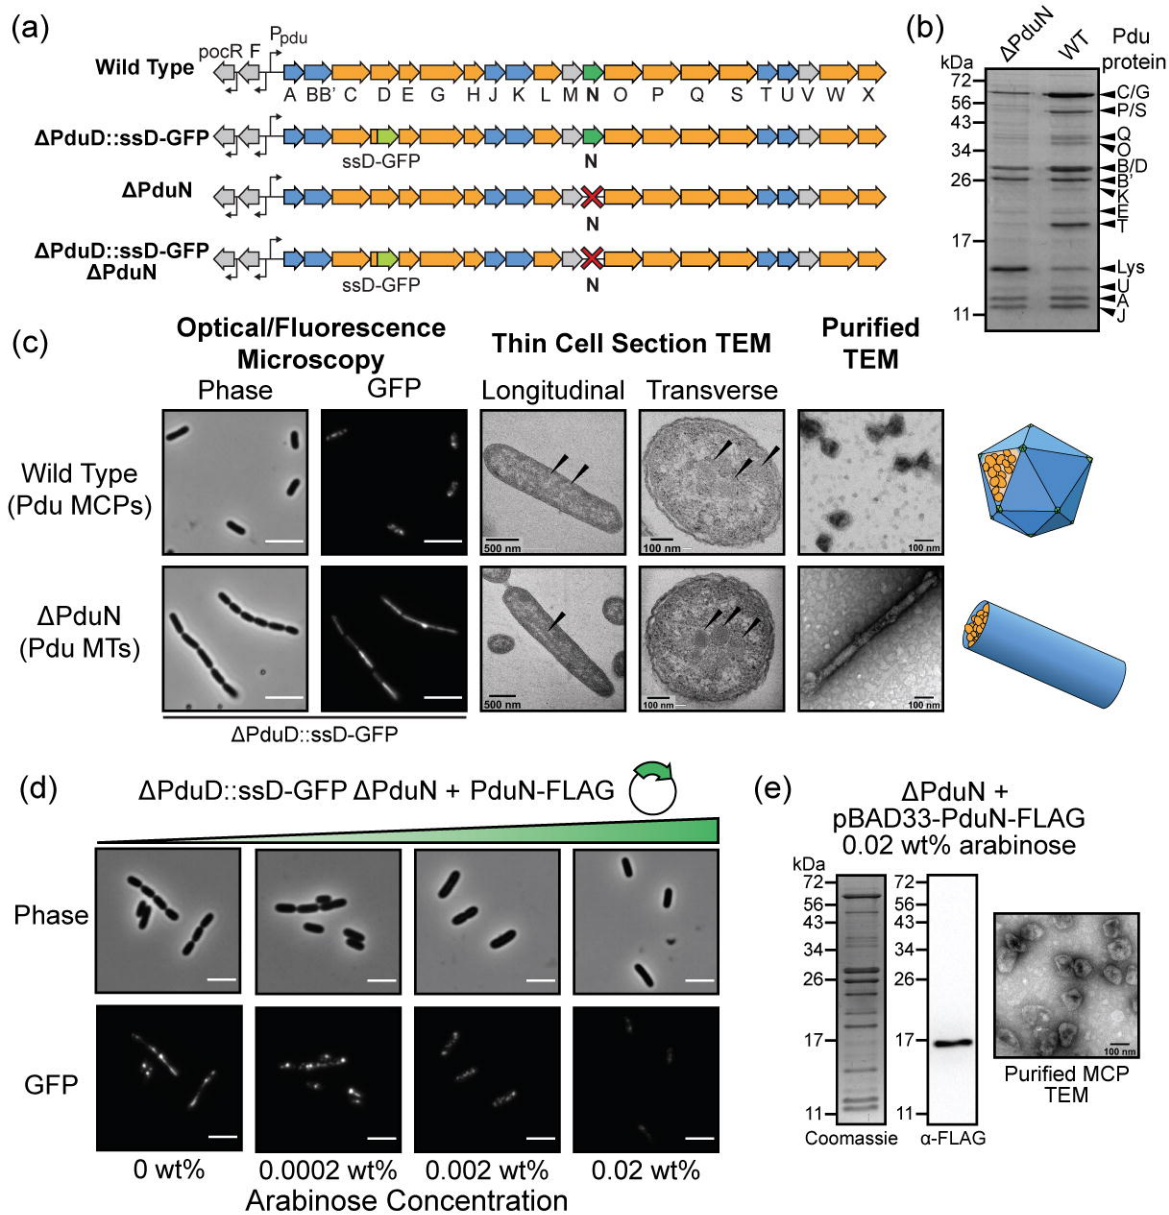 (a)
pocR F P pdu
Wild Type
A BB' C D E G H J K L M N O P Q S T U V W X
ΔPduD::ssD-GFP
ssD-GFP N
ΔPduN
N
ΔPduD::ssD-GFP
ΔPduN
ssD-GFP N
(b)
ΔPduN WT Pdu
protein
kDa
72
56
43
34
26
17
11
C/G
P/S
Q
O
B/D
B'
K
E
T
Lys
U
A
J
(c)
Optical/Fluorescence
Microscopy
Thin Cell Section TEM
Purified
TEM
Phase GFP Longitudinal Transverse
Wild Type
(Pdu MCPs)
500 nm 100 nm 100 nm
ΔPduN
(Pdu MTs)
500 nm 100 nm 100 nm
ΔPduD::ssD-GFP
(d)
ΔPduD::ssD-GFP ΔPduN + PduN-FLAG
Phase
GFP
0 wt% 0.0002 wt% 0.002 wt% 0.02 wt%
Arabinose Concentration
(e)
ΔPduN +
pBAD33-PduN-FLAG
0.02 wt% arabinose
kDa
72
56
43
34
26
17
11
72
56
43
34
26
17
11
Coomassie α-FLAG
100 nm
Purified MCP
TEM